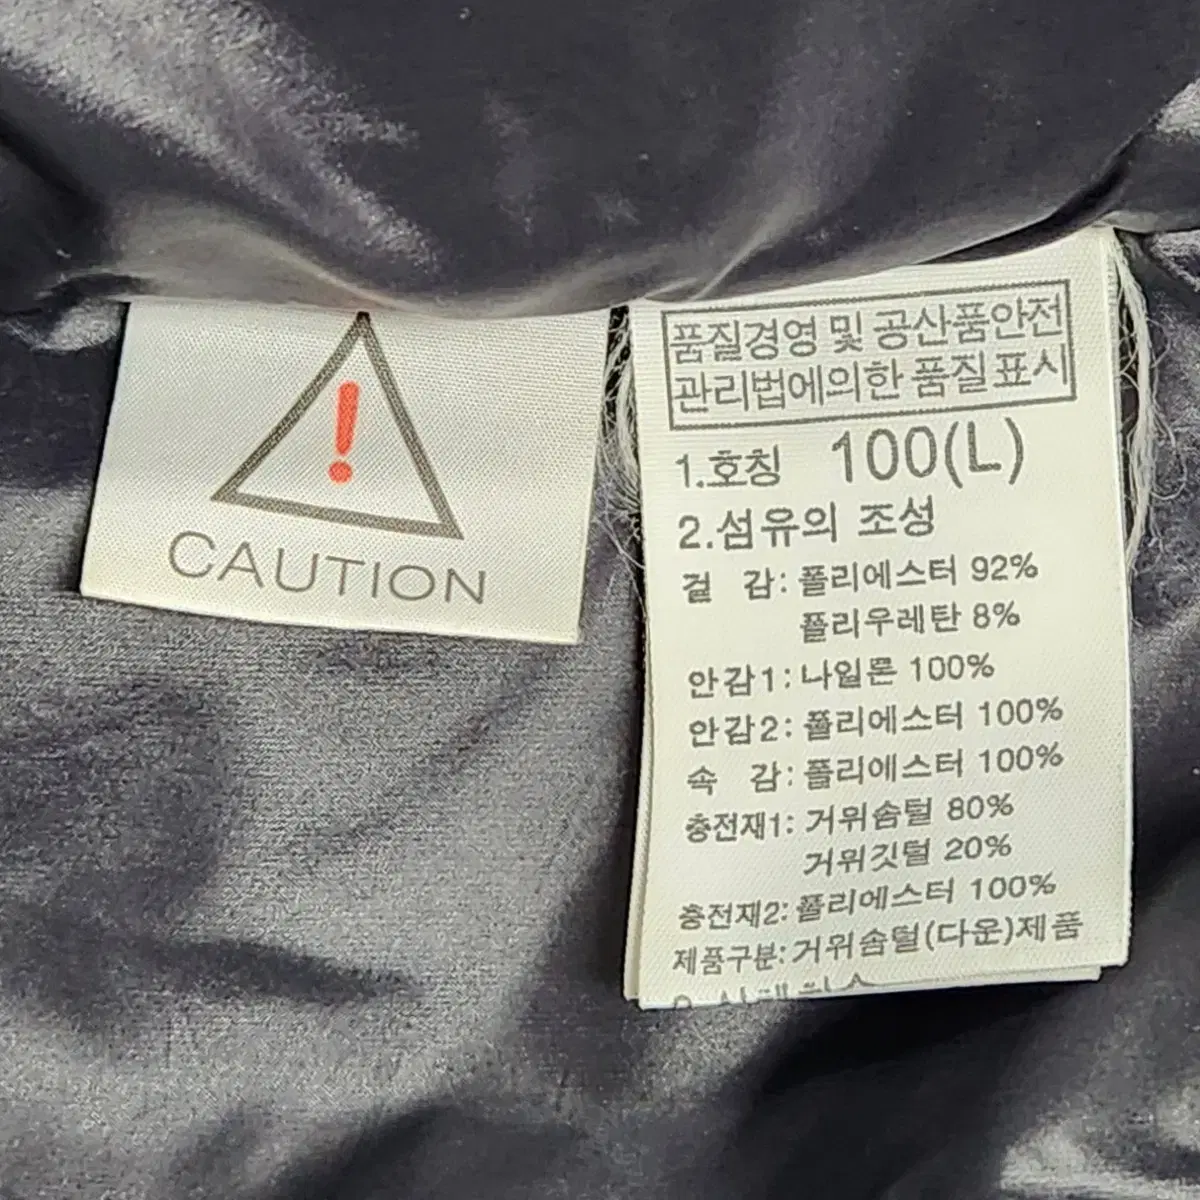 CAUTION
품질경영 및 공산품안전
관리법에의한 품질표시
1.호칭 100(L)
2.섬유의 조성
겉 감: 폴리에스터 92%
폴리우레탄 8%
안감1: 나일론 100%
안감2: 폴리에스터 100%
속 감: 폴리에스터 100%
충전재1: 거위솜털 80%
거위깃털 20%
충전재2: 폴리에스터 100%
제품구분: 거위솜털(다운)제품